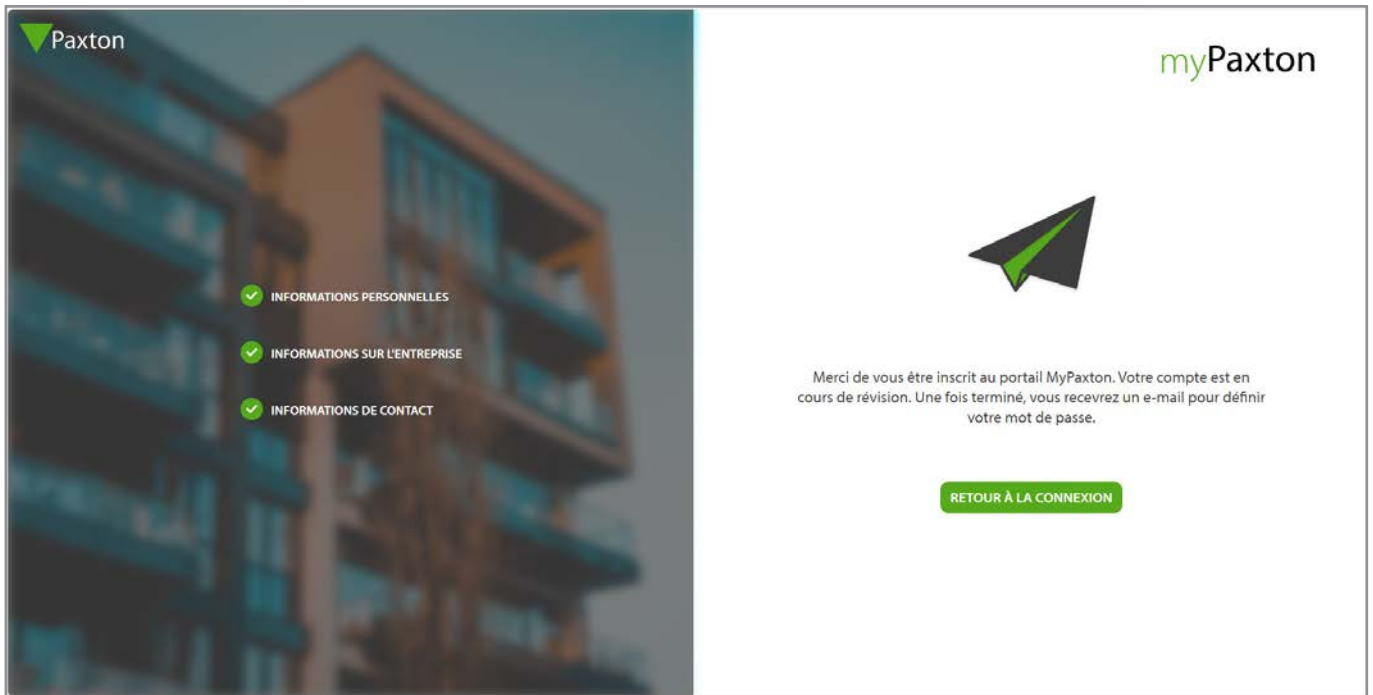 Paxton
myPaxton
INFORMATIONS PERSONNELLES
INFORMATIONS SUR L'ENTREPRISE
INFORMATIONS DE CONTACT
Merci de vous être inscrit au portail MyPaxton. Votre compte est en
cours de révision. Une fois terminé, vous recevrez un e-mail pour définir
votre mot de passe.
RETOUR À LA CONNEXION